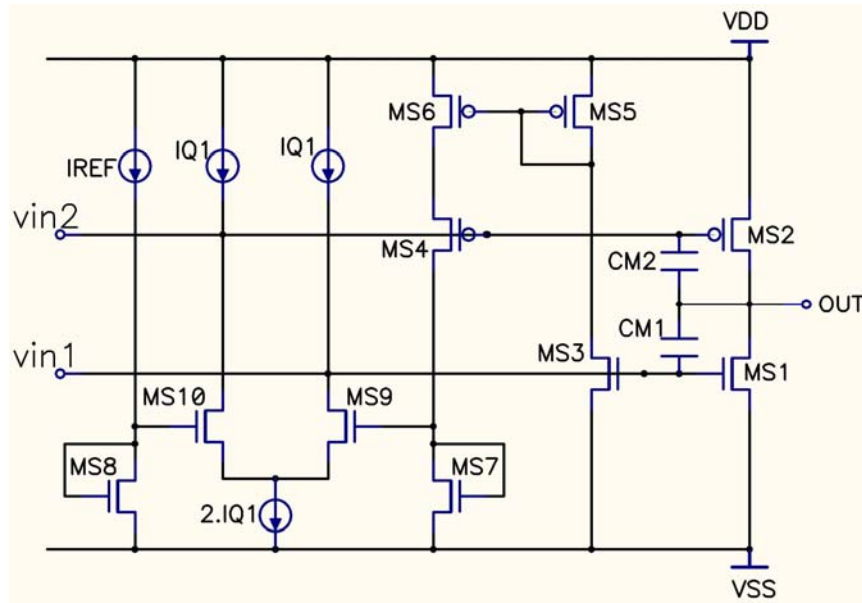 VDD
MS6
MS5
IREF
IQ1
IQ1
vin2
MS4
MS2
CM2
OUT
CM1
vin1
MS3
MS1
MS10
MS9
MS8
MS7
2.IQ1
VSS